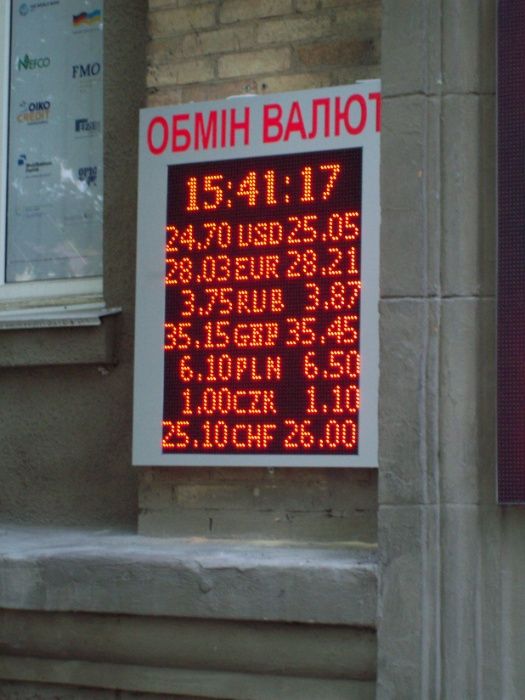 NEFCO
FMO
OIKO
CREDIT
ОБМІН ВАЛЮТ
15:41:17
24.70 USD 25.05
28.03 EUR 28.21
3.75 RUB 3.87
35.15 GBP 35.45
6.10 PLN 6.50
1.00 CZK 1.10
25.10 CHF 26.00